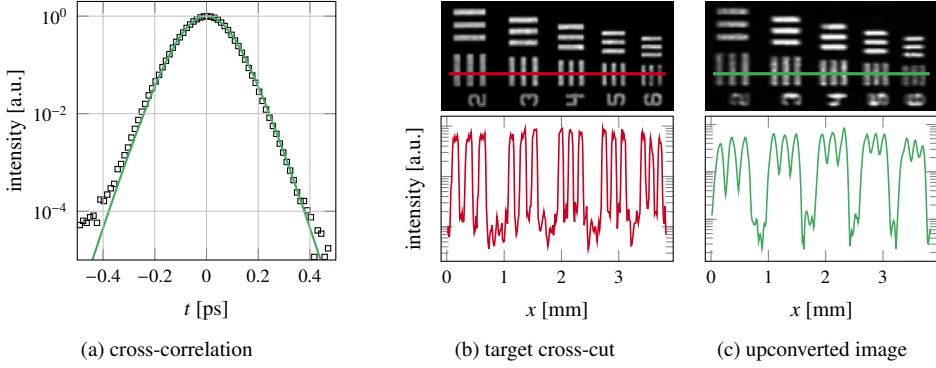 10⁰
10⁻²
10⁻⁴
intensity [a.u.]
−0.4 −0.2 0 0.2 0.4
t [ps]
(a) cross-correlation
2 3 4 5 6
intensity [a.u.]
0 1 2 3
x [mm]
(b) target cross-cut
0 1 2 3
x [mm]
(c) upconverted image